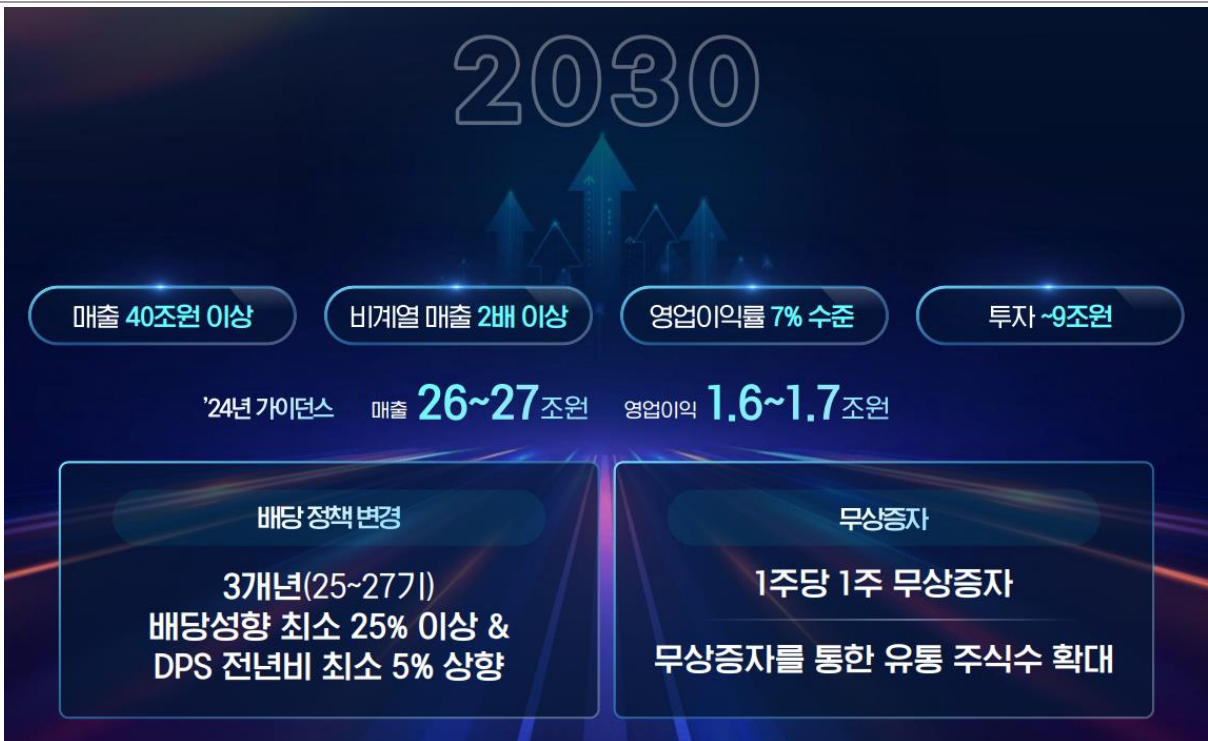 2030
매출 40조원 이상
비계열 매출 2배 이상
영업이익률 7% 수준
투자 ~9조원
'24년 가이던스 매출 26~27조원 영업이익 1.6~1.7조원
배당 정책 변경
3개년(25~27기)
배당성향 최소 25% 이상 &
DPS 전년비 최소 5% 상향
무상증자
1주당 1주 무상증자
무상증자를 통한 유통 주식수 확대